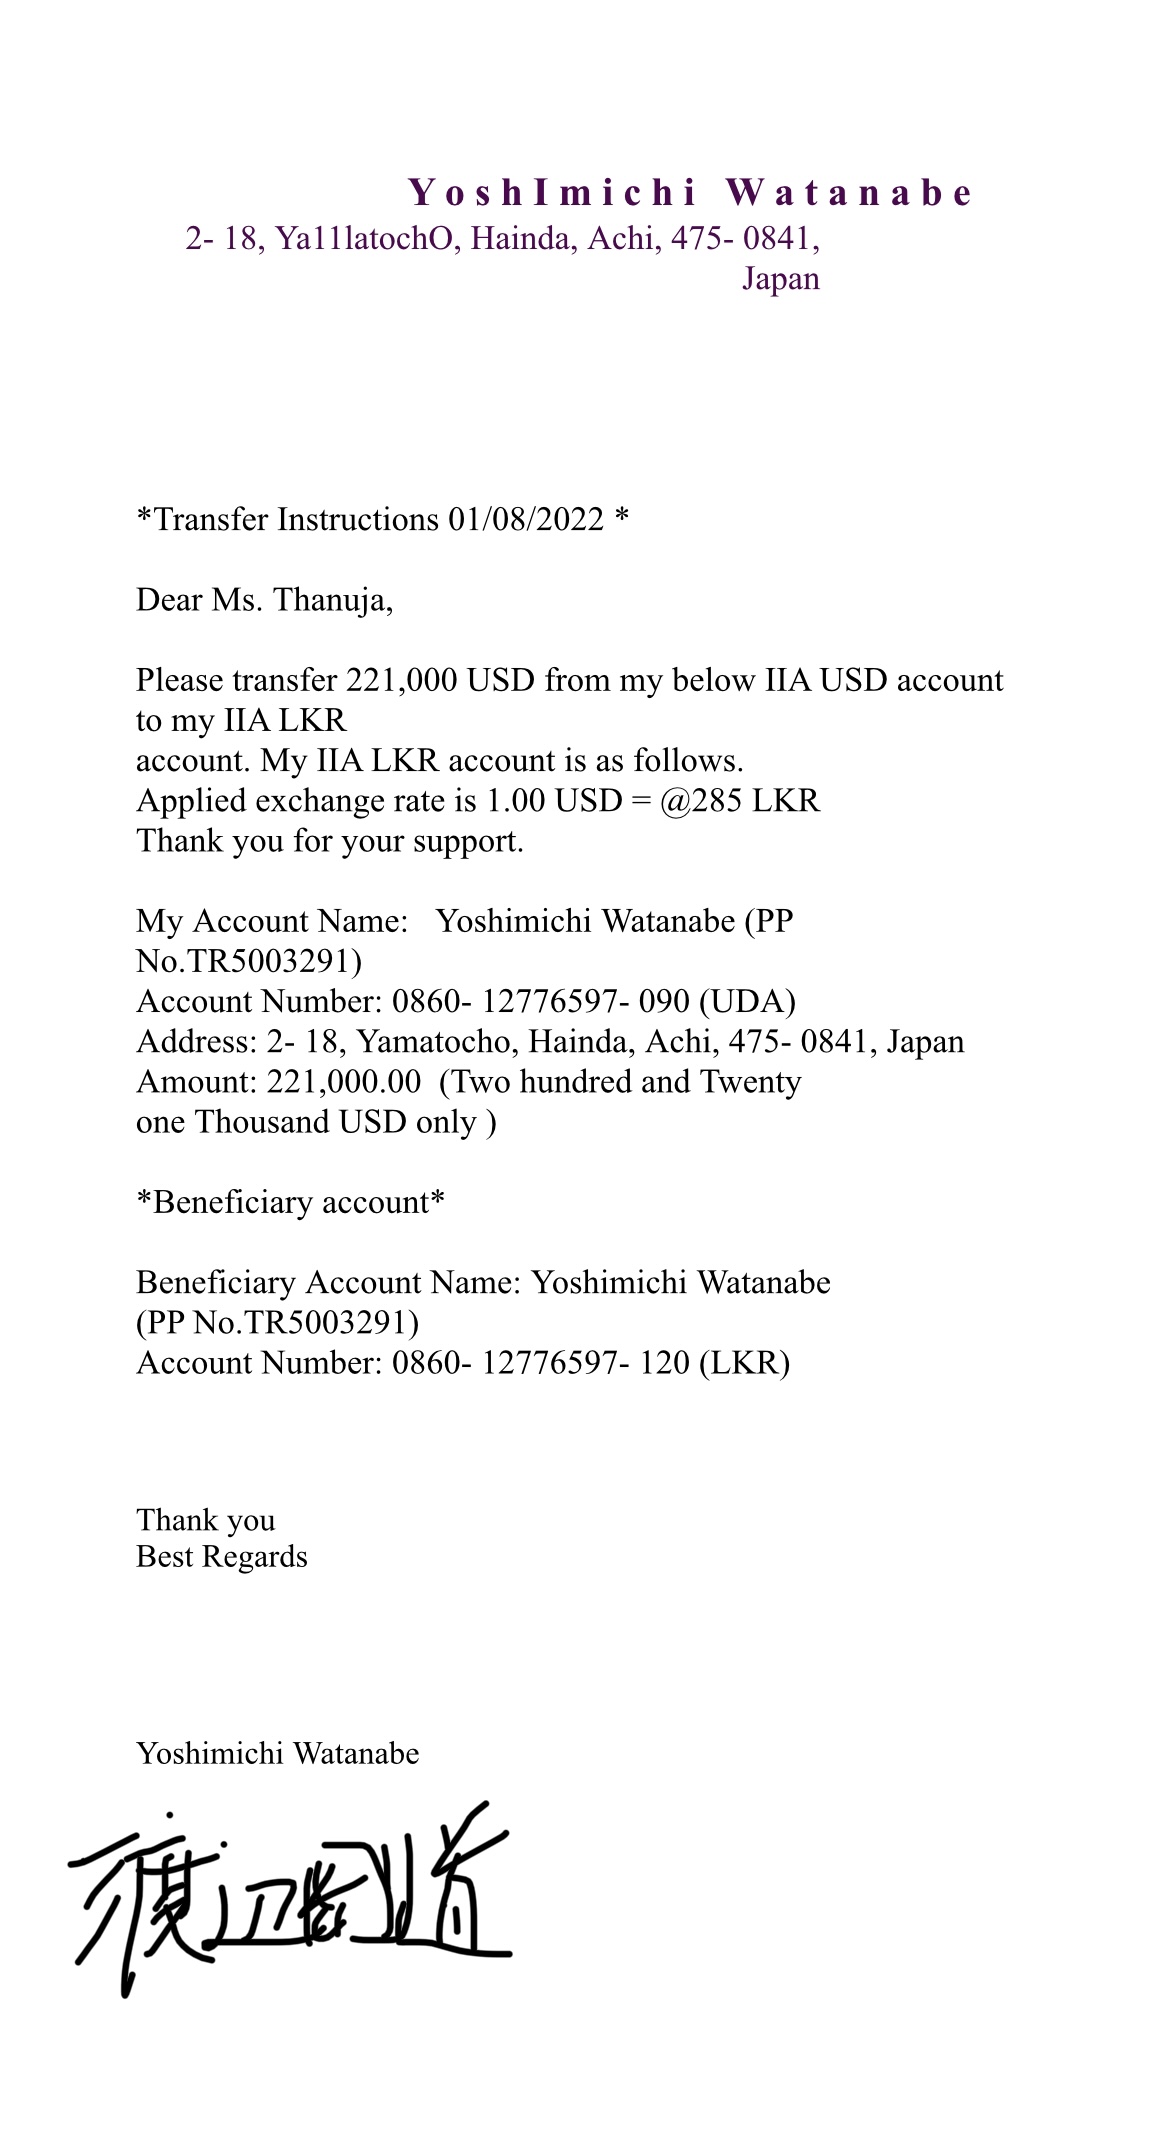 YoshImichi Watanabe
2- 18, Ya11latochO, Hainda, Achi, 475- 0841,
Japan
*Transfer Instructions 01/08/2022 *
Dear Ms. Thanuja,
Please transfer 221,000 USD from my below IIA USD account
to my IIA LKR
account. My IIA LKR account is as follows.
Applied exchange rate is 1.00 USD = @285 LKR
Thank you for your support.
My Account Name:   Yoshimichi Watanabe (PP
No.TR5003291)
Account Number: 0860- 12776597- 090 (UDA)
Address: 2- 18, Yamatocho, Hainda, Achi, 475- 0841, Japan
Amount: 221,000.00  (Two hundred and Twenty
one Thousand USD only )
*Beneficiary account*
Beneficiary Account Name: Yoshimichi Watanabe
(PP No.TR5003291)
Account Number: 0860- 12776597- 120 (LKR)
Thank you
Best Regards
Yoshimichi Watanabe